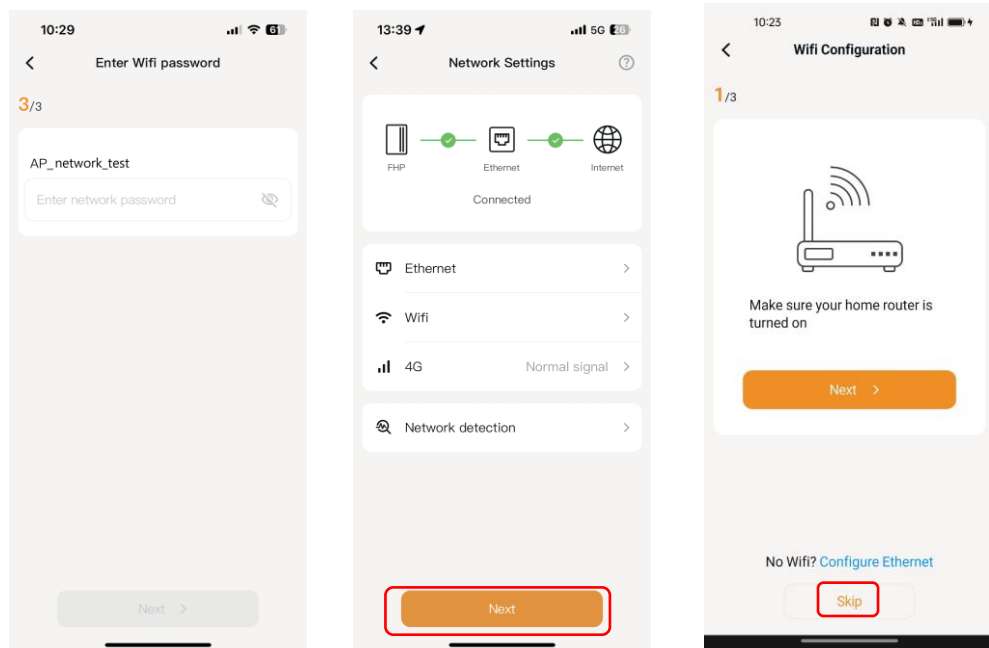 10:29
61
Enter Wifi password
3/3
AP_network_test
Enter network password
Next >
13:39
5G 26
Network Settings
?
FHP
Ethernet
Internet
Connected
Ethernet
Wifi
4G
Normal signal
Network detection
Next
10:23
Wifi Configuration
1/3
Make sure your home router is
turned on
Next >
No Wifi? Configure Ethernet
Skip